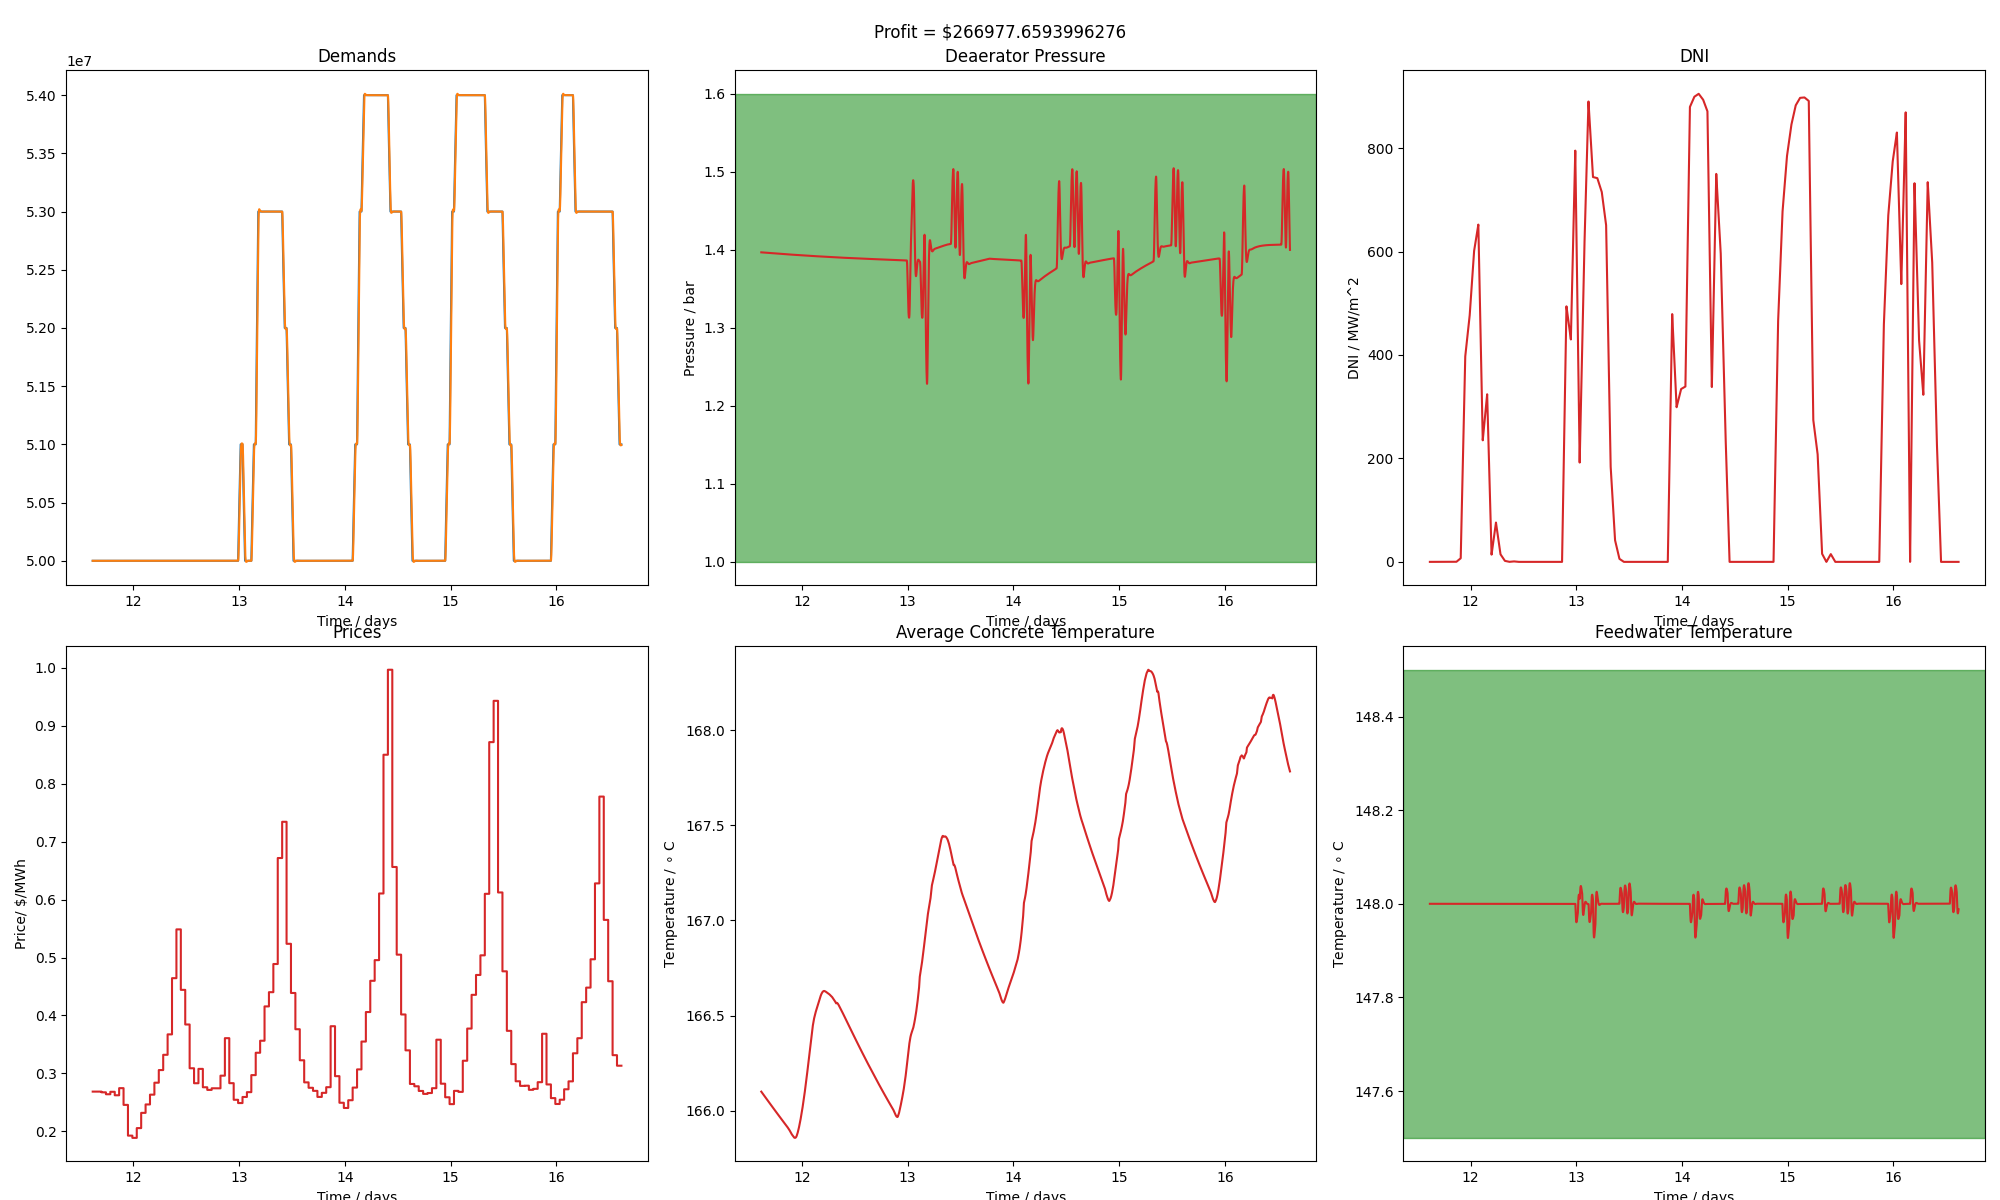 Profit = $266977.6593996276
Demands
1e7
5.40
5.35
5.30
5.25
5.20
5.15
5.10
5.05
5.00
12 13 14 15 16
Time / days
Deaerator Pressure
Pressure / bar
1.6
1.5
1.4
1.3
1.2
1.1
1.0
12 13 14 15 16
Time / days
DNI
DNI / MW/m^2
800
600
400
200
0
12 13 14 15 16
Time / days
Prices
Price/ $/MWh
1.0
0.9
0.8
0.7
0.6
0.5
0.4
0.3
0.2
12 13 14 15 16
Time / days
Average Concrete Temperature
Temperature / ∘ C
168.0
167.5
167.0
166.5
166.0
12 13 14 15 16
Time / days
Feedwater Temperature
Temperature / ∘ C
148.4
148.2
148.0
147.8
147.6
12 13 14 15 16
Time / days